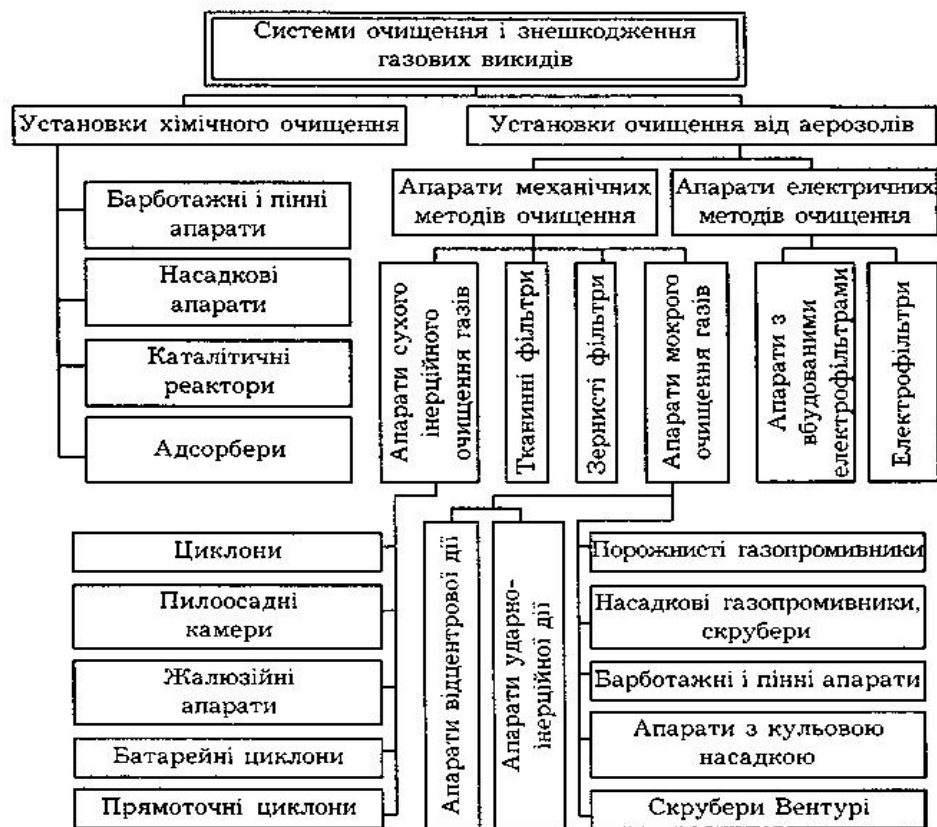 Системи очищення і знешкодження
газових викидів
Установки хімічного очищення
Установки очищення від аерозолів
Барботажні і пінні
апарати
Насадкові
апарати
Каталітичні
реактори
Адсорбери
Апарати механічних
методів очищення
Апарати електричних
методів очищення
Апарати сухого
інерційного
очищення газів
Тканинні фільтри
Зернисті фільтри
Апарати мокрого
очищення газів
Апарати з
вбудованими
електрофільтрами
Електрофільтри
Циклони
Пилоосадні
камери
Жалюзійні
апарати
Батарейні циклони
Прямоточні циклони
Апарати відцентрової дії
Апарати ударно-
інерційної дії
Порожнисті газопромивники
Насадкові газопромивники,
скрубери
Барботажні і пінні апарати
Апарати з кульовою
насадкою
Скрубери Вентурі